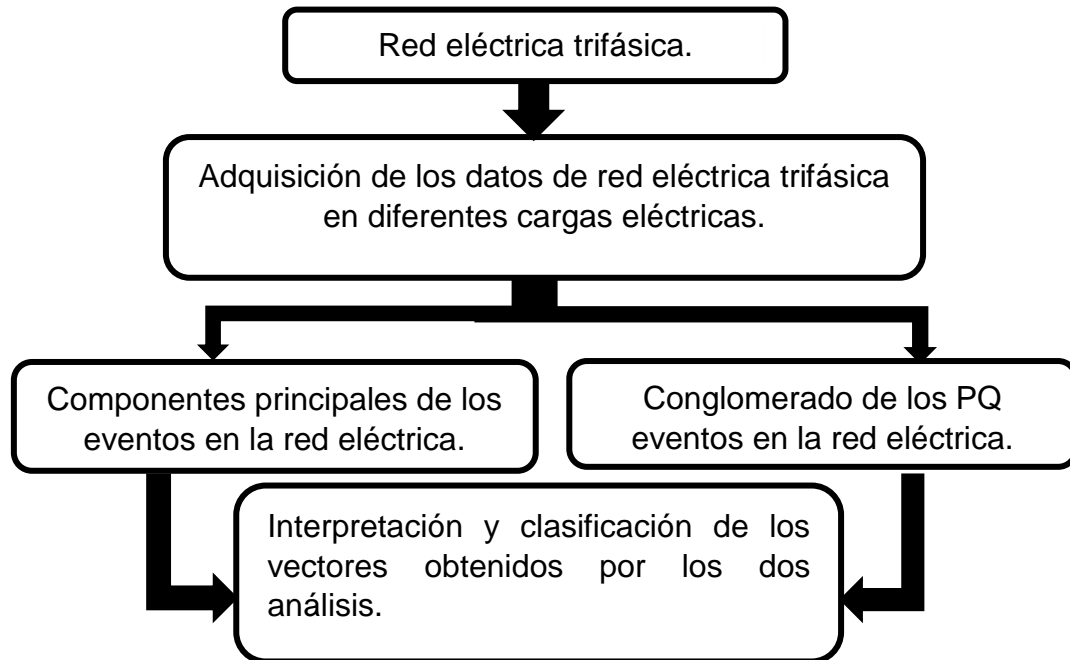 Red eléctrica trifásica.
Adquisición de los datos de red eléctrica trifásica
en diferentes cargas eléctricas.
Componentes principales de los
eventos en la red eléctrica.
Conglomerado de los PQ
eventos en la red eléctrica.
Interpretación y clasificación de los
vectores obtenidos por los dos
análisis.